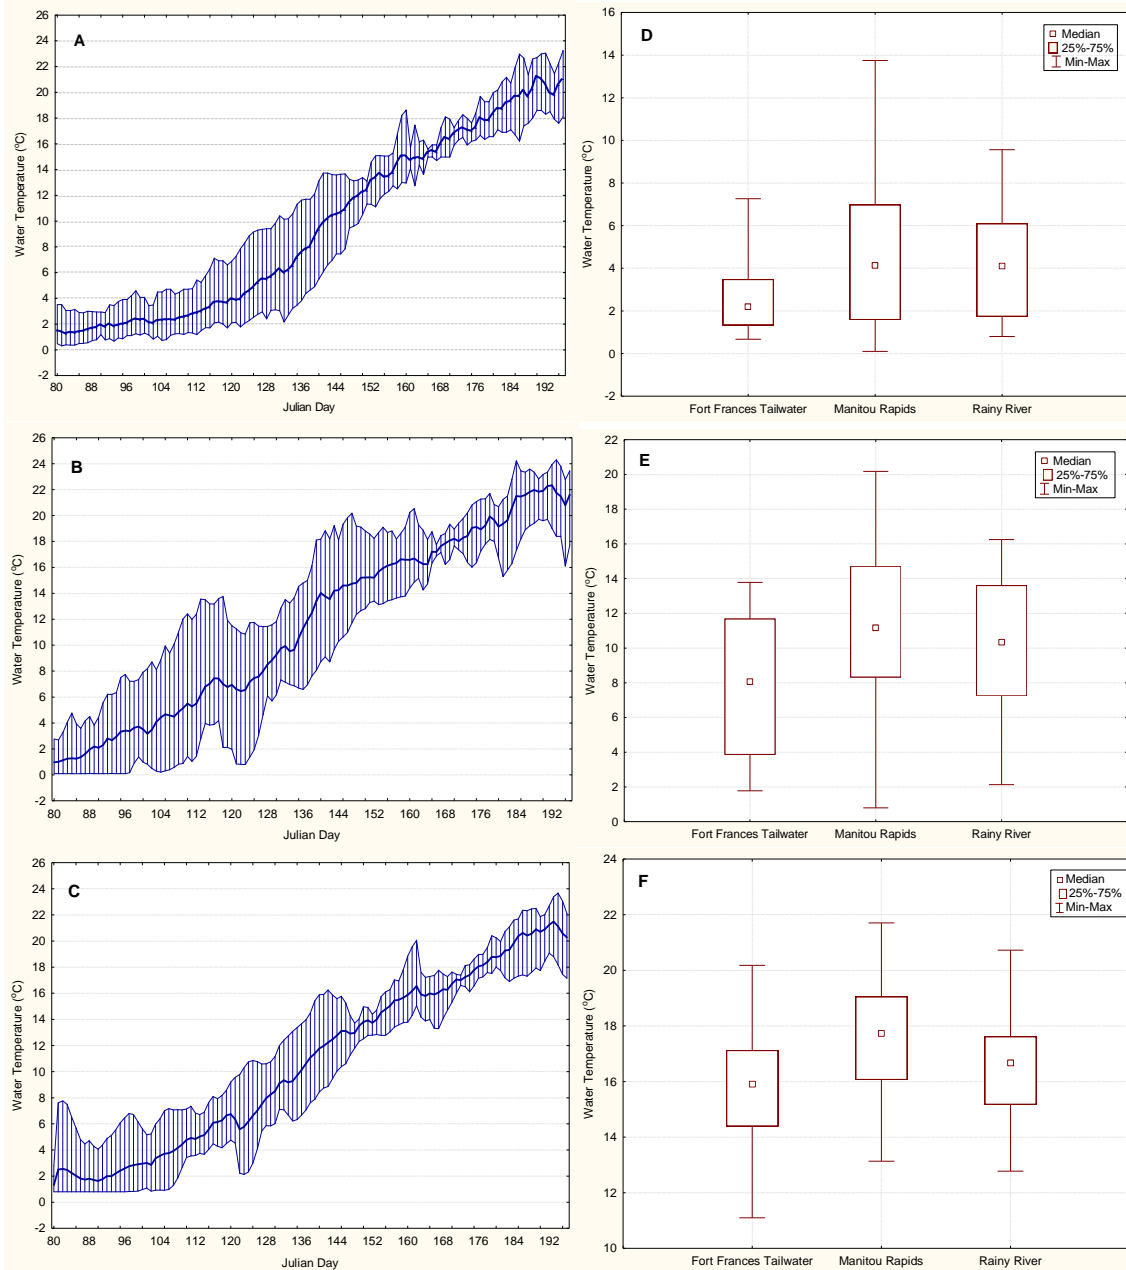 A
26
24
22
20
18
16
14
12
10
8
6
4
2
0
-2
Water Temperature (°C)
80 88 96 104 112 120 128 136 144 152 160 168 176 184 192
Julian Day
D
16
14
12
10
8
6
4
2
0
-2
Water Temperature (°C)
Median
25%-75%
Min-Max
Fort Frances Tailwater Manitou Rapids Rainy River
B
26
24
22
20
18
16
14
12
10
8
6
4
2
0
-2
Water Temperature (°C)
80 88 96 104 112 120 128 136 144 152 160 168 176 184 192
Julian Day
E
22
20
18
16
14
12
10
8
6
4
2
0
Water Temperature (°C)
Median
25%-75%
Min-Max
Fort Frances Tailwater Manitou Rapids Rainy River
C
26
24
22
20
18
16
14
12
10
8
6
4
2
0
-2
Water Temperature (°C)
80 88 96 104 112 120 128 136 144 152 160 168 176 184 192
Julian Day
F
24
22
20
18
16
14
12
10
Water Temperature (°C)
Median
25%-75%
Min-Max
Fort Frances Tailwater Manitou Rapids Rainy River